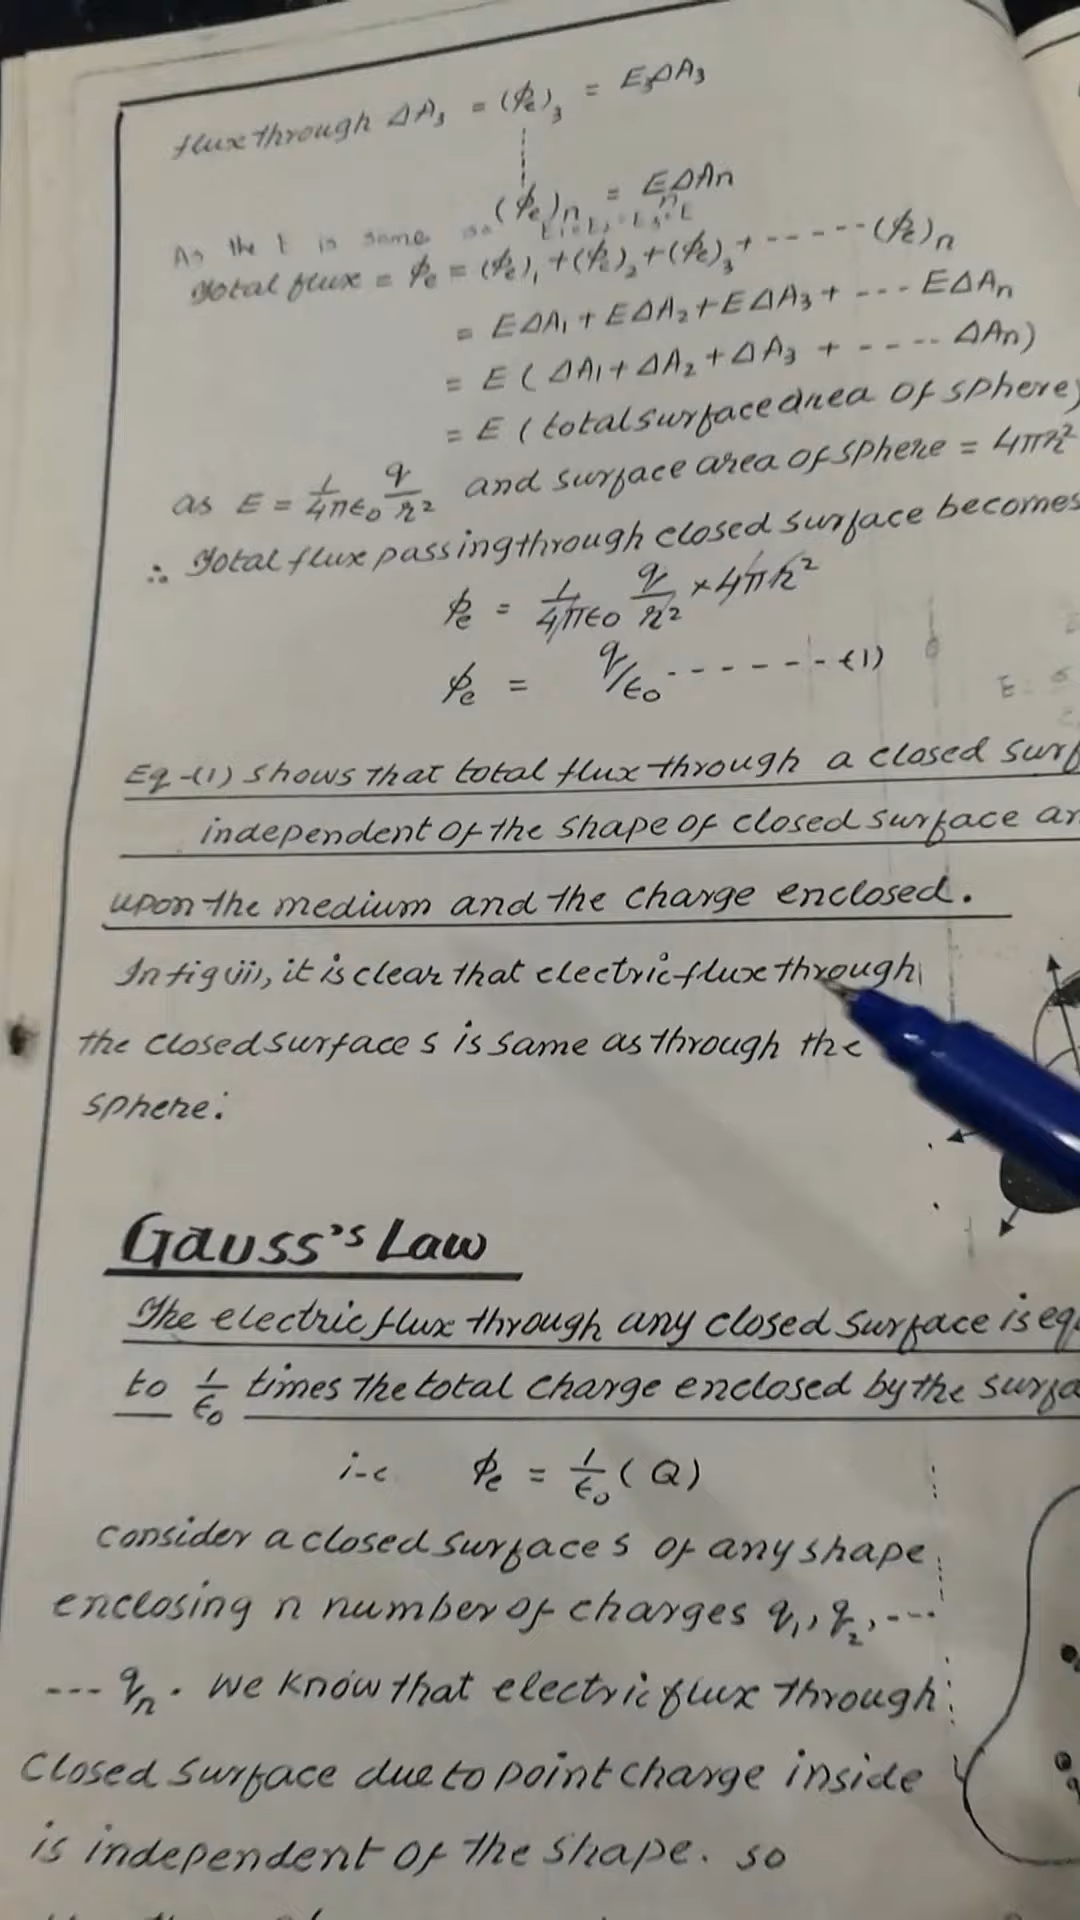 flux through ΔA₃ = (ϕe)₃ = E₃ΔA₃
(ϕe)n = EnΔAn
As the E is same so
Total flux = ϕe = (ϕe)₁ + (ϕe)₂ + (ϕe)₃ + ------ (ϕe)n
= EΔA₁ + EΔA₂ + EΔA₃ + --- EΔAn
= E ( ΔA₁ + ΔA₂ + ΔA₃ + ----- ΔAn)
= E ( total surface area of sphere)
as E = 1/4πϵ₀ q/r² and surface area of sphere = 4πr²
∴ Total flux passing through closed surface becomes
ϕe = 1/4πϵ₀ q/r² × 4πr²
ϕe = q/ϵ₀ ------- (1)
Eq-(1) shows that total flux through a closed surf
independent of the shape of closed surface an
upon the medium and the charge enclosed.
In fig (ii), it is clear that electric flux through
the closed surface s is same as through the
sphere:
Gauss's Law
The electric flux through any closed surface is equ
to 1/ϵ₀ times the total charge enclosed by the surfa
i-e ϕe = 1/ϵ₀ (Q)
consider a closed surface s of any shape
enclosing n number of charges q₁, q₂, ---
--- qn. we know that electric flux through
closed surface due to point charge inside
is independent of the shape. so